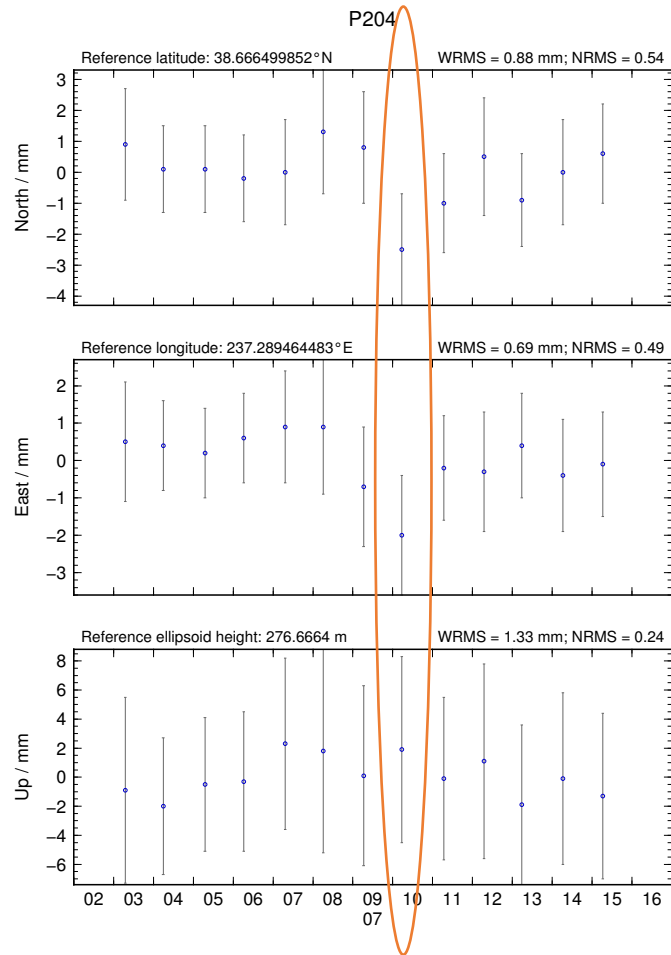 P204
Reference latitude: 38.666499852°N WRMS = 0.88 mm; NRMS = 0.54
North / mm
3
2
1
0
−1
−2
−3
−4
Reference longitude: 237.289464483°E WRMS = 0.69 mm; NRMS = 0.49
East / mm
2
1
0
−1
−2
−3
Reference ellipsoid height: 276.6664 m WRMS = 1.33 mm; NRMS = 0.24
Up / mm
8
6
4
2
0
−2
−4
−6
02 03 04 05 06 07 08 09 10 11 12 13 14 15 16
07